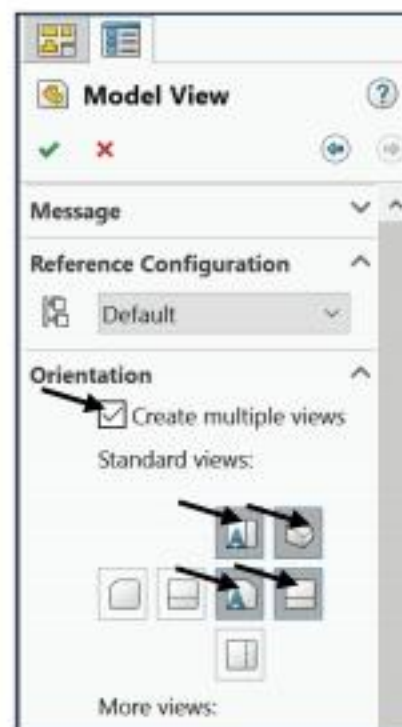 Model View
?
Message
Reference Configuration
Default
Orientation
Create multiple views
Standard views:
A
A
More views: